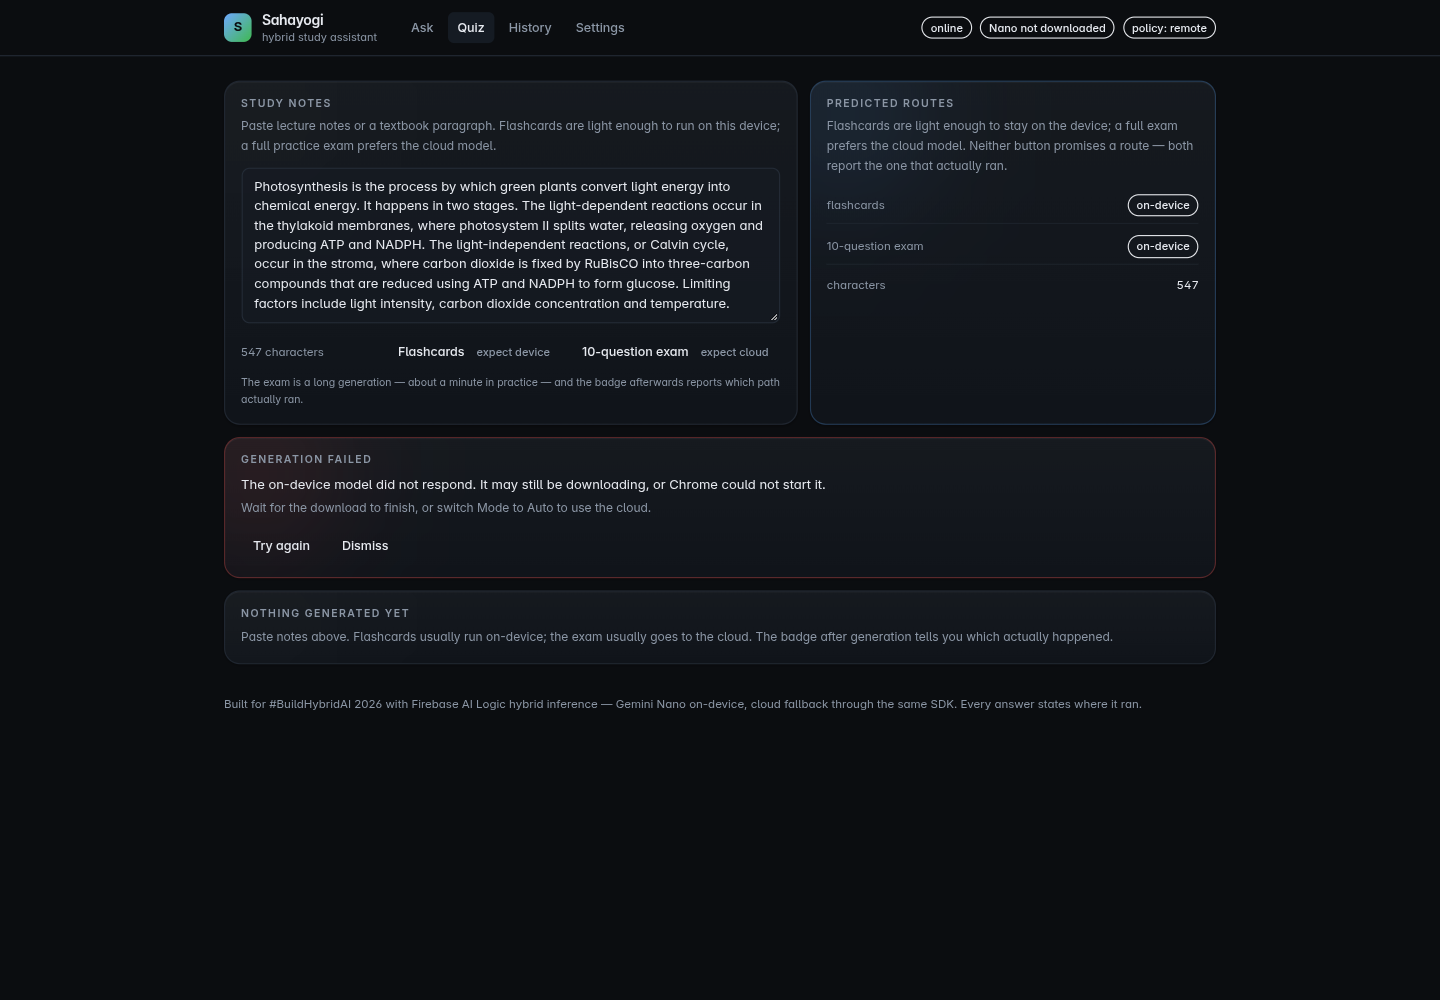 S
Sahayogi
hybrid study assistant
Ask
Quiz
History
Settings
online
Nano not downloaded
policy: remote
STUDY NOTES
Paste lecture notes or a textbook paragraph. Flashcards are light enough to run on this device;
a full practice exam prefers the cloud model.
Photosynthesis is the process by which green plants convert light energy into
chemical energy. It happens in two stages. The light-dependent reactions occur in
the thylakoid membranes, where photosystem II splits water, releasing oxygen and
producing ATP and NADPH. The light-independent reactions, or Calvin cycle,
occur in the stroma, where carbon dioxide is fixed by RuBisCO into three-carbon
compounds that are reduced using ATP and NADPH to form glucose. Limiting
factors include light intensity, carbon dioxide concentration and temperature.
547 characters
Flashcards expect device
10-question exam expect cloud
The exam is a long generation — about a minute in practice — and the badge afterwards reports which path
actually ran.
PREDICTED ROUTES
Flashcards are light enough to stay on the device; a full exam
prefers the cloud model. Neither button promises a route — both
report the one that actually ran.
flashcards on-device
10-question exam on-device
characters 547
GENERATION FAILED
The on-device model did not respond. It may still be downloading, or Chrome could not start it.
Wait for the download to finish, or switch Mode to Auto to use the cloud.
Try again
Dismiss
NOTHING GENERATED YET
Paste notes above. Flashcards usually run on-device; the exam usually goes to the cloud. The badge after generation tells you which actually happened.
Built for #BuildHybridAI 2026 with Firebase AI Logic hybrid inference — Gemini Nano on-device, cloud fallback through the same SDK. Every answer states where it ran.